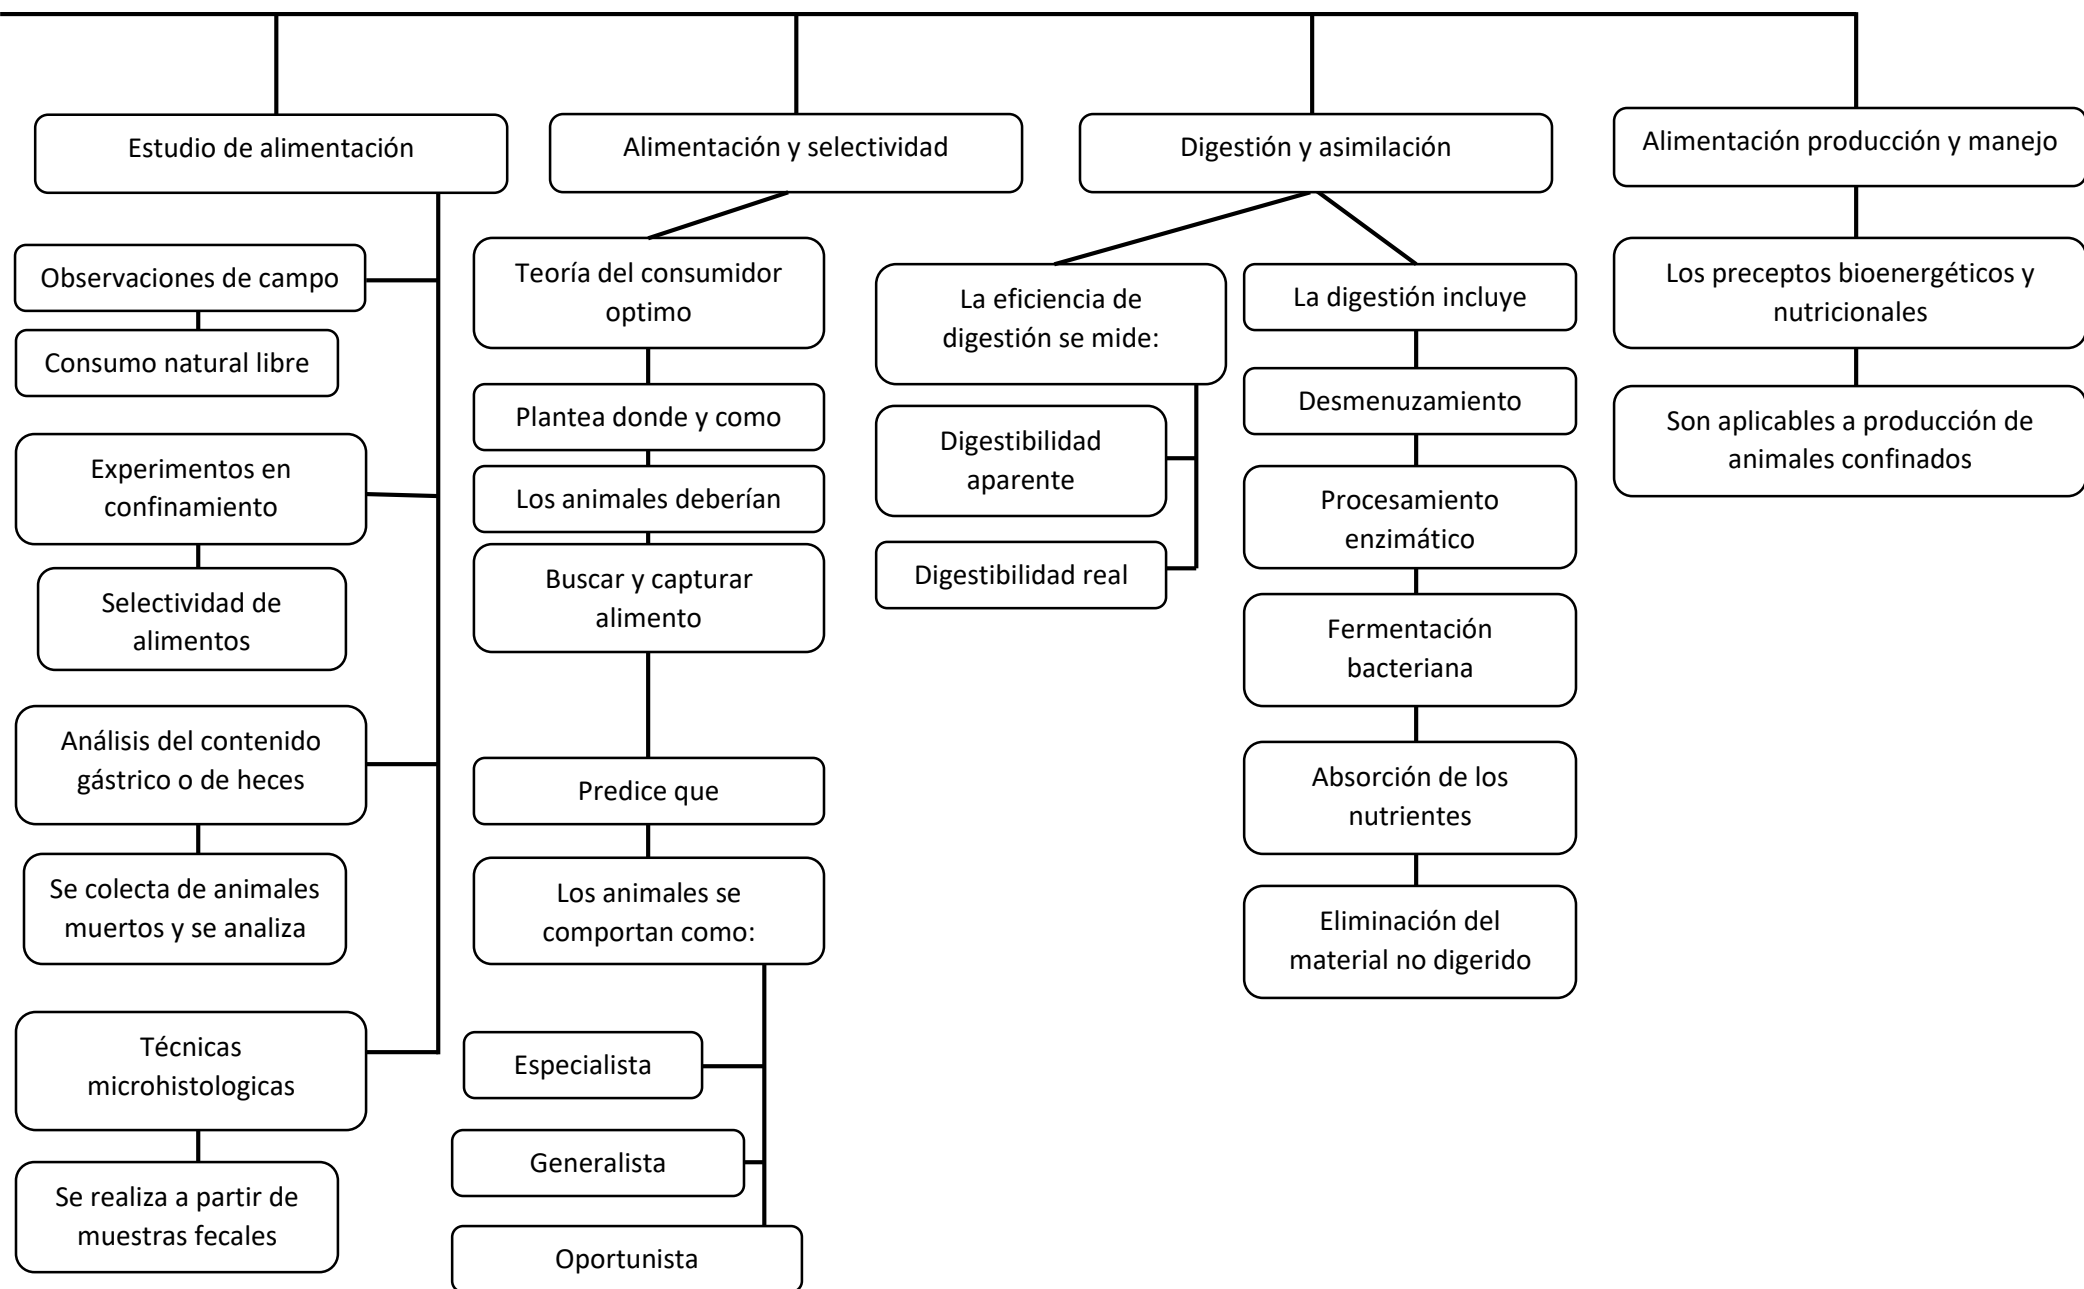 Estudio de alimentación
Observaciones de campo
Consumo natural libre
Experimentos en
confinamiento
Selectividad de
alimentos
Análisis del contenido
gástrico o de heces
Se colecta de animales
muertos y se analiza
Técnicas
microhistologicas
Se realiza a partir de
muestras fecales
Alimentación y selectividad
Teoría del consumidor
optimo
Plantea donde y como
Los animales deberían
Buscar y capturar
alimento
Predice que
Los animales se
comportan como:
Especialista
Generalista
Oportunista
Digestión y asimilación
La eficiencia de
digestión se mide:
Digestibilidad
aparente
Digestibilidad real
La digestión incluye
Desmenuzamiento
Procesamiento
enzimático
Fermentación
bacteriana
Absorción de los
nutrientes
Eliminación del
material no digerido
Alimentación producción y manejo
Los preceptos bioenergéticos y
nutricionales
Son aplicables a producción de
animales confinados